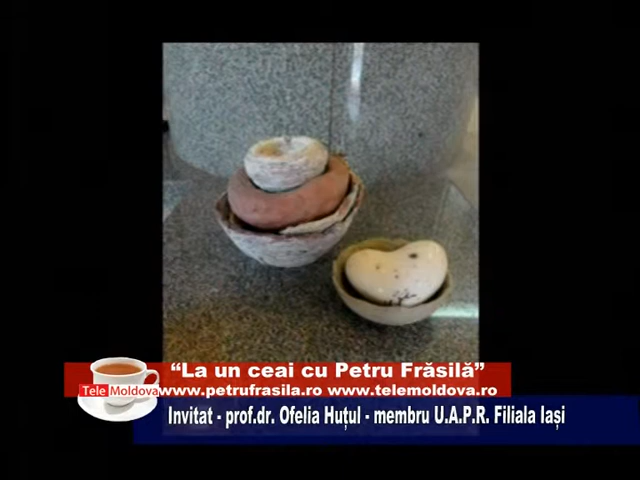 “La un ceai cu Petru Frăsilă”
Tele Moldova
www.petrufrasila.ro www.telemoldova.ro
Invitat - prof.dr. Ofelia Huțul - membru U.A.P.R. Filiala Iași